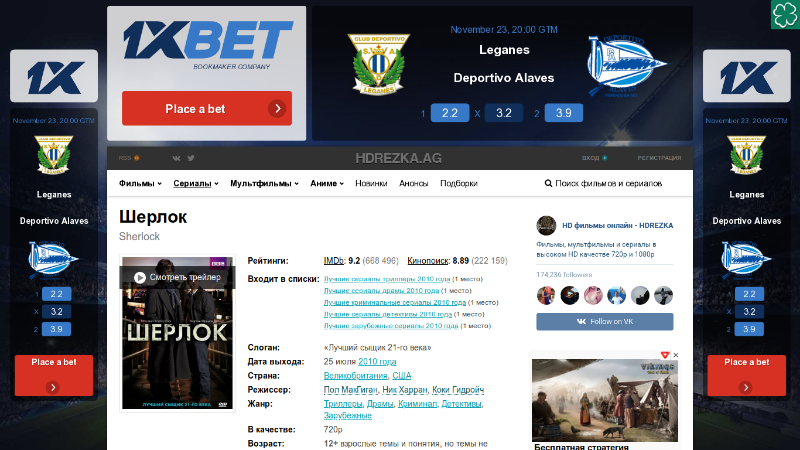 1XBET
BOOKMAKER COMPANY
Place a bet
November 23, 20:00 GTM
Leganes
Deportivo Alaves
1 2.2 X 3.2 2 3.9
1X
November 23, 20:00 GTM
Leganes
Deportivo Alaves
1 2.2
X 3.2
2 3.9
Place a bet
1X
November 23, 20:00 GTM
Leganes
Deportivo Alaves
1 2.2
X 3.2
2 3.9
Place a bet
RSS HDREZKA.AG ВХОД РЕГИСТРАЦИЯ
Фильмы Сериалы Мультфильмы Аниме Новинки Анонсы Подборки Поиск фильмов и сериалов
Шерлок
Sherlock
Смотреть трейлер
BBC
ШЕРЛОК
ЛУЧШИЙ СЫЩИК 21-ГО ВЕКА
Рейтинги: IMDb: 9.2 (668 496) Кинопоиск: 8.89 (222 159)
Входит в списки: Лучшие сериалы триллеры 2010 года (1 место)
Лучшие сериалы драмы 2010 года (1 место)
Лучшие криминальные сериалы 2010 года (1 место)
Лучшие сериалы детективы 2010 года (1 место)
Лучшие зарубежные сериалы 2010 года (1 место)
Слоган: «Лучший сыщик 21-го века»
Дата выхода: 25 июля 2010 года
Страна: Великобритания, США
Режиссер: Пол МакГиган, Ник Харран, Коки Гидройч
Жанр: Триллеры, Драмы, Криминал, Детективы,
Зарубежные
В качестве: 720p
Возраст: 12+ взрослые темы и понятия, но темы не
HD фильмы онлайн - HDREZKA
Фильмы, мультфильмы и сериалы в
высоком HD качестве 720p и 1080p
174,236 followers
Follow on VK
VIKINGS
Бесплатная стратегия